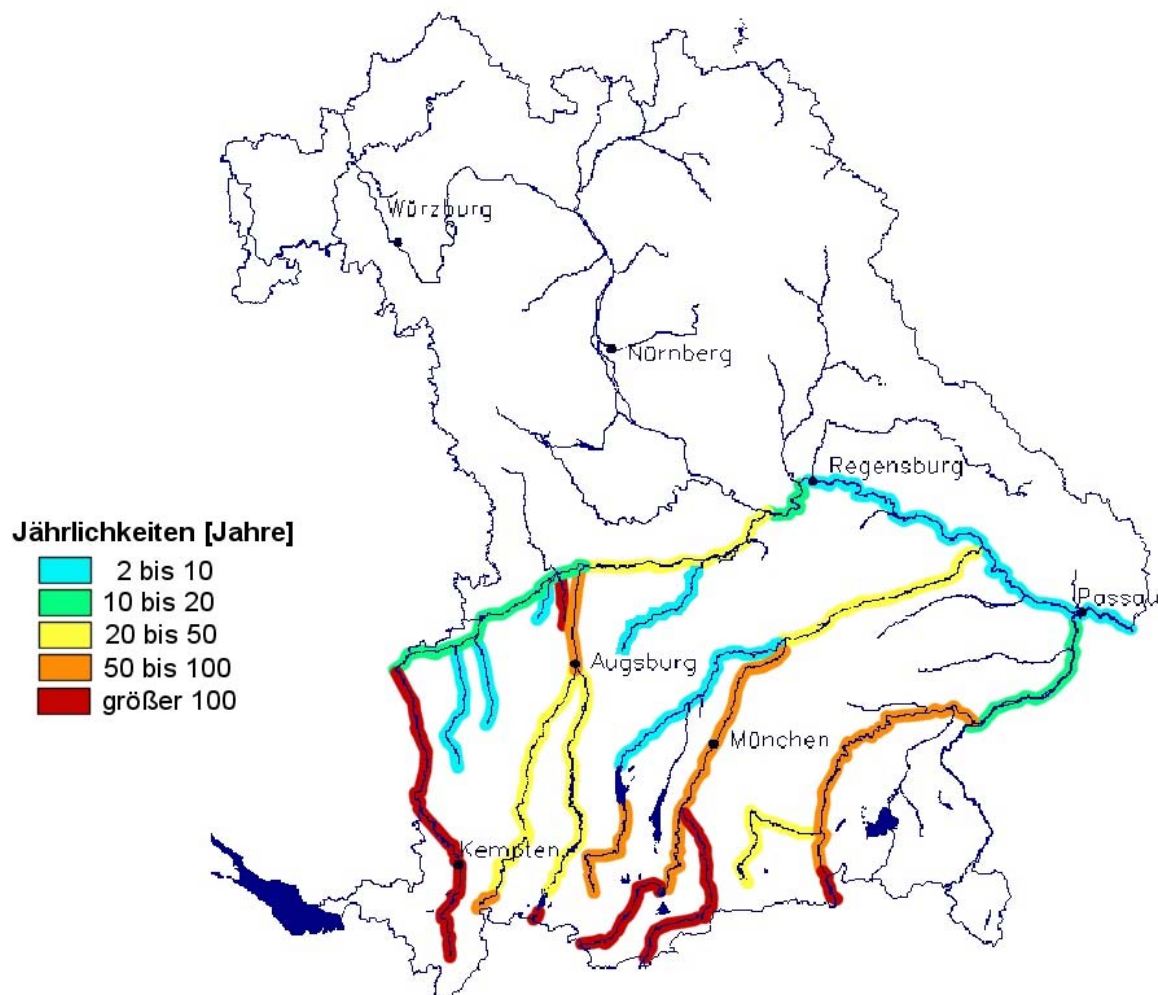 Würzburg
Nürnberg
Regensburg
Jährlichkeiten [Jahre]
2 bis 10
10 bis 20
20 bis 50
50 bis 100
größer 100
Passau
Augsburg
München
Kempten